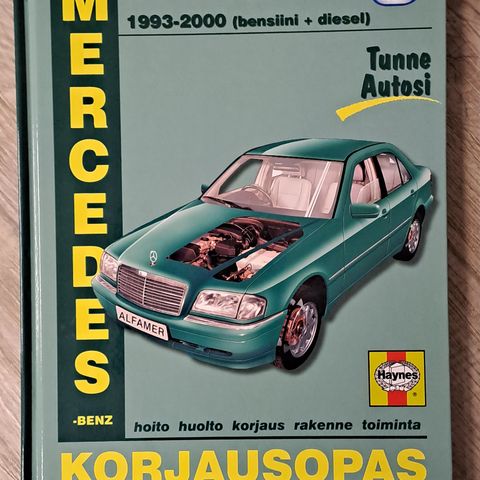 MERCEDES
-BENZ
1993-2000 (bensiini + diesel)
Tunne
Autosi
ALFAMER
Haynes
®
hoito huolto korjaus rakenne toiminta
KORJAUSOPAS